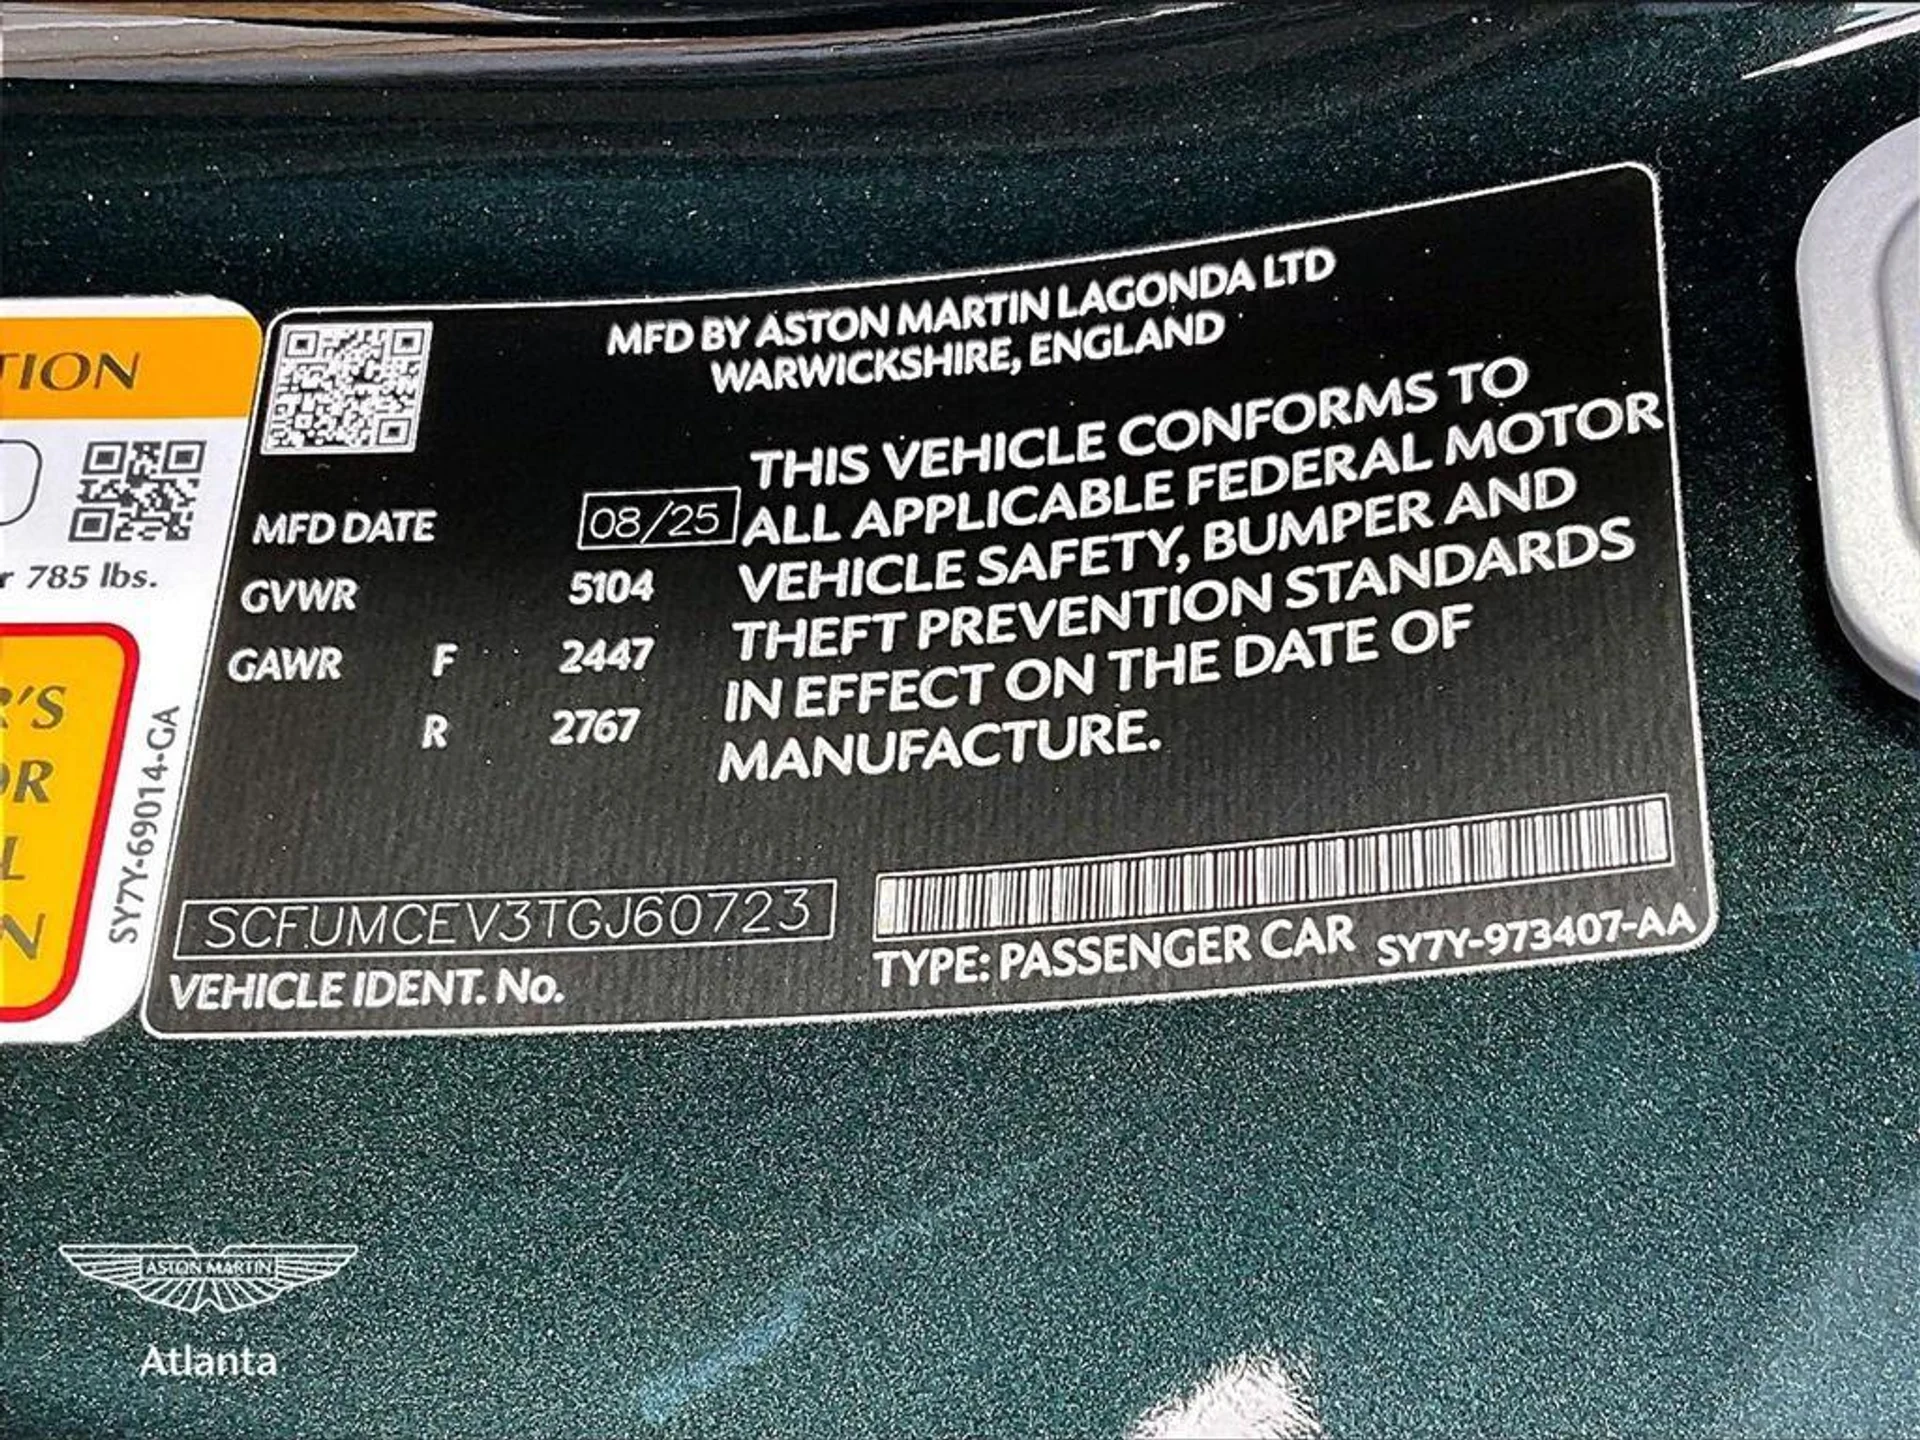 TION
r 785 lbs.
R'S
OR
L
N
SY7Y-69014-GA
MFD BY ASTON MARTIN LAGONDA LTD
WARWICKSHIRE, ENGLAND
THIS VEHICLE CONFORMS TO
ALL APPLICABLE FEDERAL MOTOR
VEHICLE SAFETY, BUMPER AND
THEFT PREVENTION STANDARDS
IN EFFECT ON THE DATE OF
MANUFACTURE.
MFD DATE 08/25
GVWR 5104
GAWR F 2447
R 2767
SCFUMCEV3TGJ60723
VEHICLE IDENT. No.
TYPE: PASSENGER CAR SY7Y-973407-AA
ASTON MARTIN
Atlanta